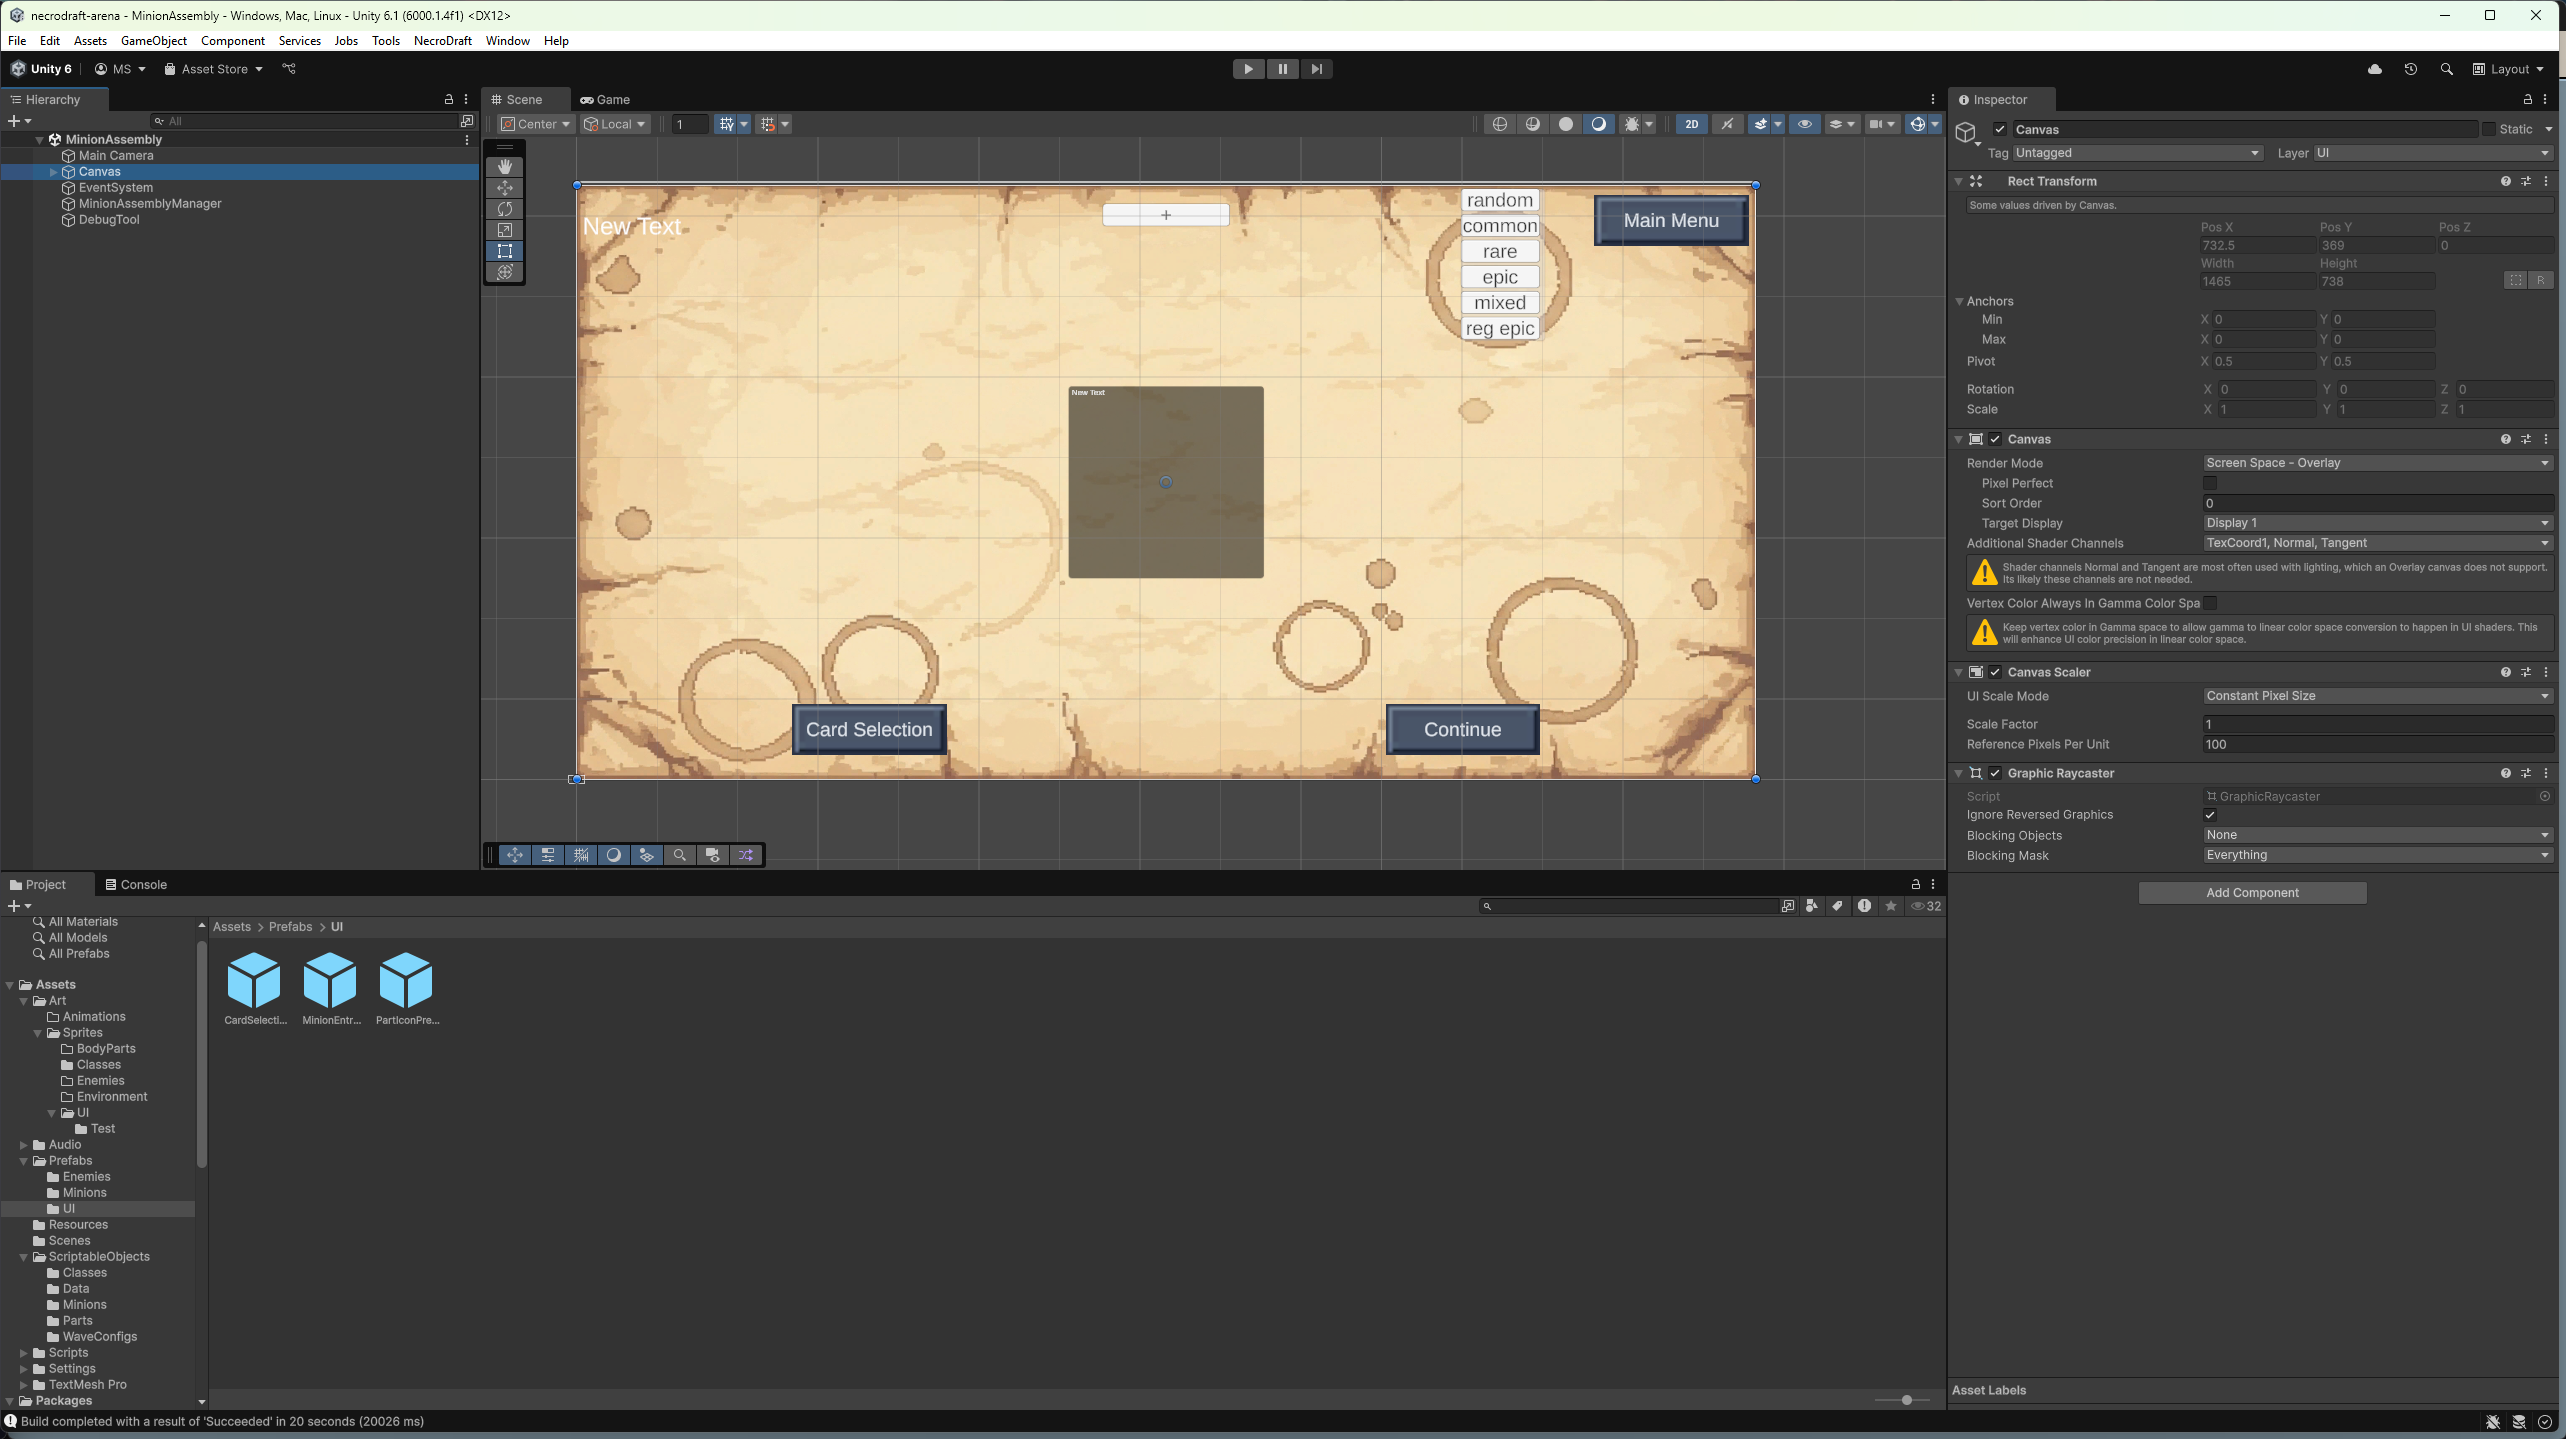 necrodraft-arena - MinionAssembly - Windows, Mac, Linux - Unity 6.1 (6000.1.4f1) <DX12>
File Edit Assets GameObject Component Services Jobs Tools NecroDraft Window Help
Unity 6 MS Asset Store Layout
Hierarchy
All
MinionAssembly
Main Camera
Canvas
EventSystem
MinionAssemblyManager
DebugTool
Scene Game
Center Local 1 2D
New Text
+
random
common
rare
epic
mixed
reg epic
Main Menu
New Text
Card Selection
Continue
Inspector
Canvas Static
Tag Untagged Layer UI
Rect Transform
Some values driven by Canvas.
Pos X Pos Y Pos Z
732.5 369 0
Width Height
1465 738 R
Anchors
Min X 0 Y 0
Max X 0 Y 0
Pivot X 0.5 Y 0.5
Rotation X 0 Y 0 Z 0
Scale X 1 Y 1 Z 1
Canvas
Render Mode Screen Space - Overlay
Pixel Perfect
Sort Order 0
Target Display Display 1
Additional Shader Channels TexCoord1, Normal, Tangent
Shader channels Normal and Tangent are most often used with lighting, which an Overlay canvas does not support.
Its likely these channels are not needed.
Vertex Color Always In Gamma Color Spa
Keep vertex color in Gamma space to allow gamma to linear color space conversion to happen in UI shaders. This
will enhance UI color precision in linear color space.
Canvas Scaler
UI Scale Mode Constant Pixel Size
Scale Factor 1
Reference Pixels Per Unit 100
Graphic Raycaster
Script GraphicRaycaster
Ignore Reversed Graphics
Blocking Objects None
Blocking Mask Everything
Add Component
Asset Labels
Project Console
32
All Materials
All Models
All Prefabs
Assets
Art
Animations
Sprites
BodyParts
Classes
Enemies
Environment
UI
Test
Audio
Prefabs
Enemies
Minions
UI
Resources
Scenes
ScriptableObjects
Classes
Data
Minions
Parts
WaveConfigs
Scripts
Settings
TextMesh Pro
Packages
Assets > Prefabs > UI
CardSelecti... MinionEntr... PartIconPre...
Build completed with a result of 'Succeeded' in 20 seconds (20026 ms)